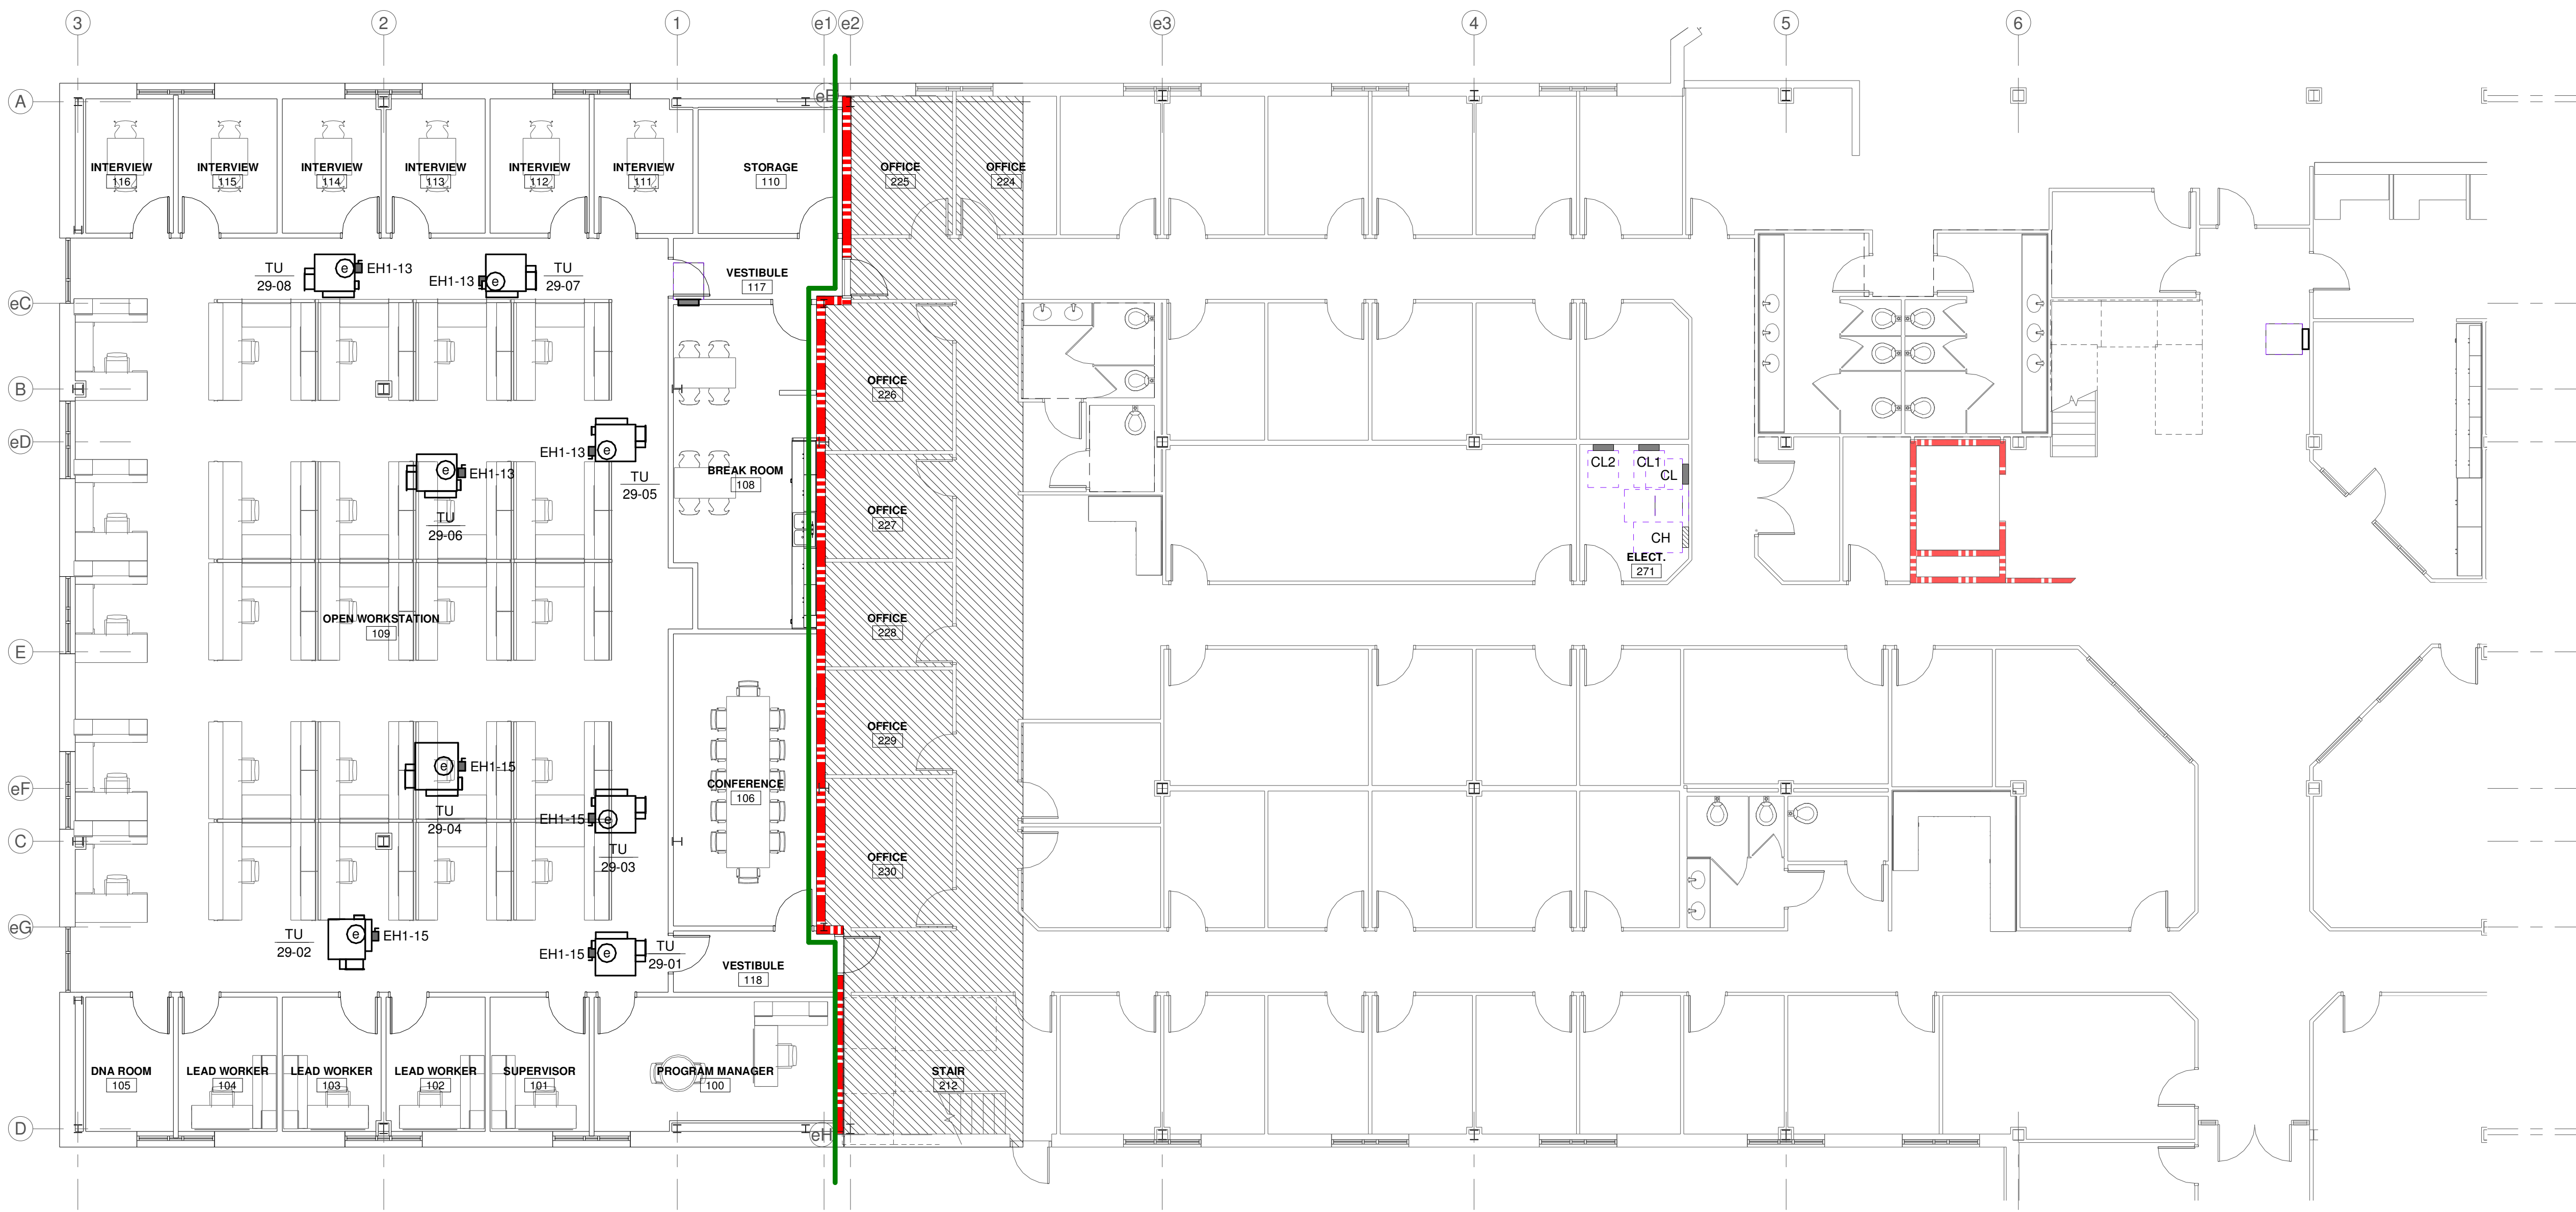 3 2 1 e1 e2 e3 4 5 6
A
eB
INTERVIEW
116
INTERVIEW
115
INTERVIEW
114
INTERVIEW
113
INTERVIEW
112
INTERVIEW
111
STORAGE
110
OFFICE
225
OFFICE
224
TU
29-08
EH1-13
EH1-13
TU
29-07
VESTIBULE
117
eC
B
OFFICE
226
eD
EH1-13
TU
29-05
EH1-13
TU
29-06
BREAK ROOM
108
CL2
CL1
CL
CH
ELECT.
271
OFFICE
227
OPEN WORKSTATION
109
OFFICE
228
E
OFFICE
229
EH1-15
TU
29-04
eF
CONFERENCE
106
EH1-15
TU
29-03
C
OFFICE
230
eG
TU
29-02
EH1-15
EH1-15
TU
29-01
VESTIBULE
118
DNA ROOM
105
LEAD WORKER
104
LEAD WORKER
103
LEAD WORKER
102
SUPERVISOR
101
PROGRAM MANAGER
100
STAIR
212
D
eH
e
e
e
e
e
e
e
e